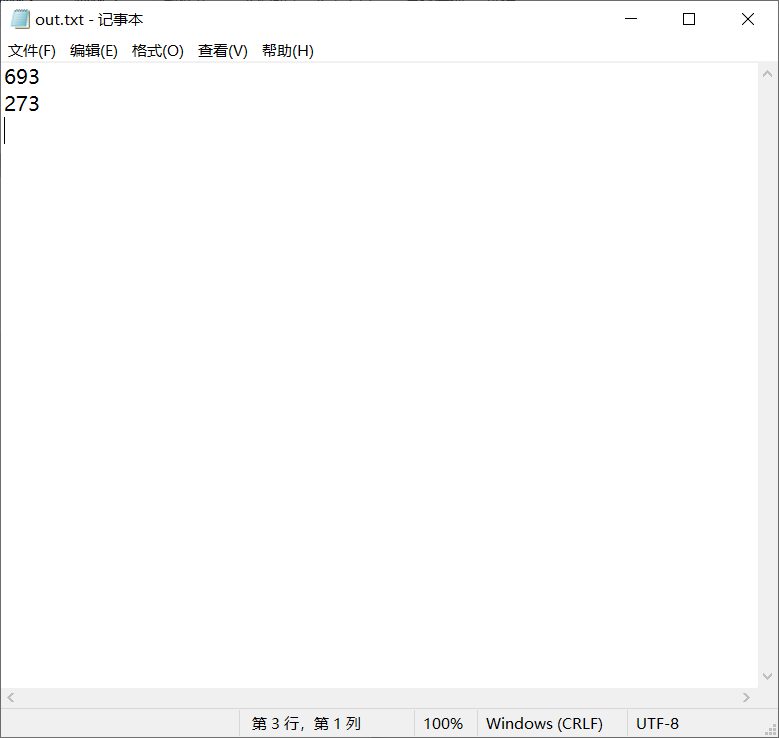 out.txt - 记事本
文件(F) 编辑(E) 格式(O) 查看(V) 帮助(H)
693
273
第 3 行，第 1 列 100% Windows (CRLF) UTF-8